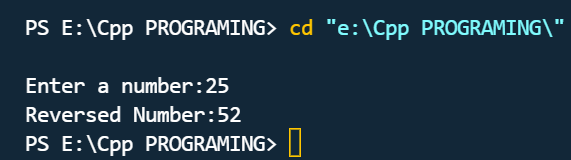 PS E:\Cpp PROGRAMING> cd "e:\Cpp PROGRAMING\"
Enter a number:25
Reversed Number:52
PS E:\Cpp PROGRAMING>